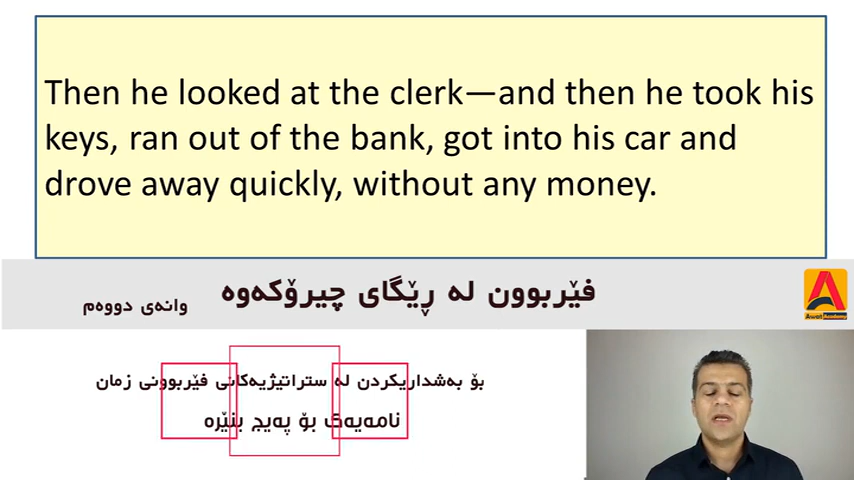 Then he looked at the clerk—and then he took his
keys, ran out of the bank, got into his car and
drove away quickly, without any money.
فێربوون لە ڕێگای چیرۆکەوە
وانەی دووەم
Awat Academy
بۆ بەشداریکردن لە ستراتیژیەکانی فێربوونی زمان
نامەیەک بۆ پەیج بنێرە